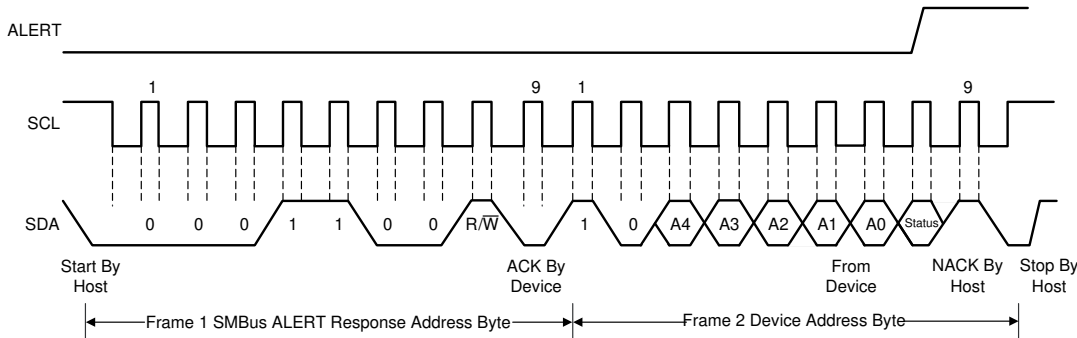 ALERT
1 9 1 9
SCL
SDA 0 0 0 1 1 0 0 R/W̅ 1 0 A4 A3 A2 A1 A0 Status
Start By
Host
ACK By
Device
From
Device
NACK By
Host
Stop By
Host
Frame 1 SMBus ALERT Response Address Byte
Frame 2 Device Address Byte